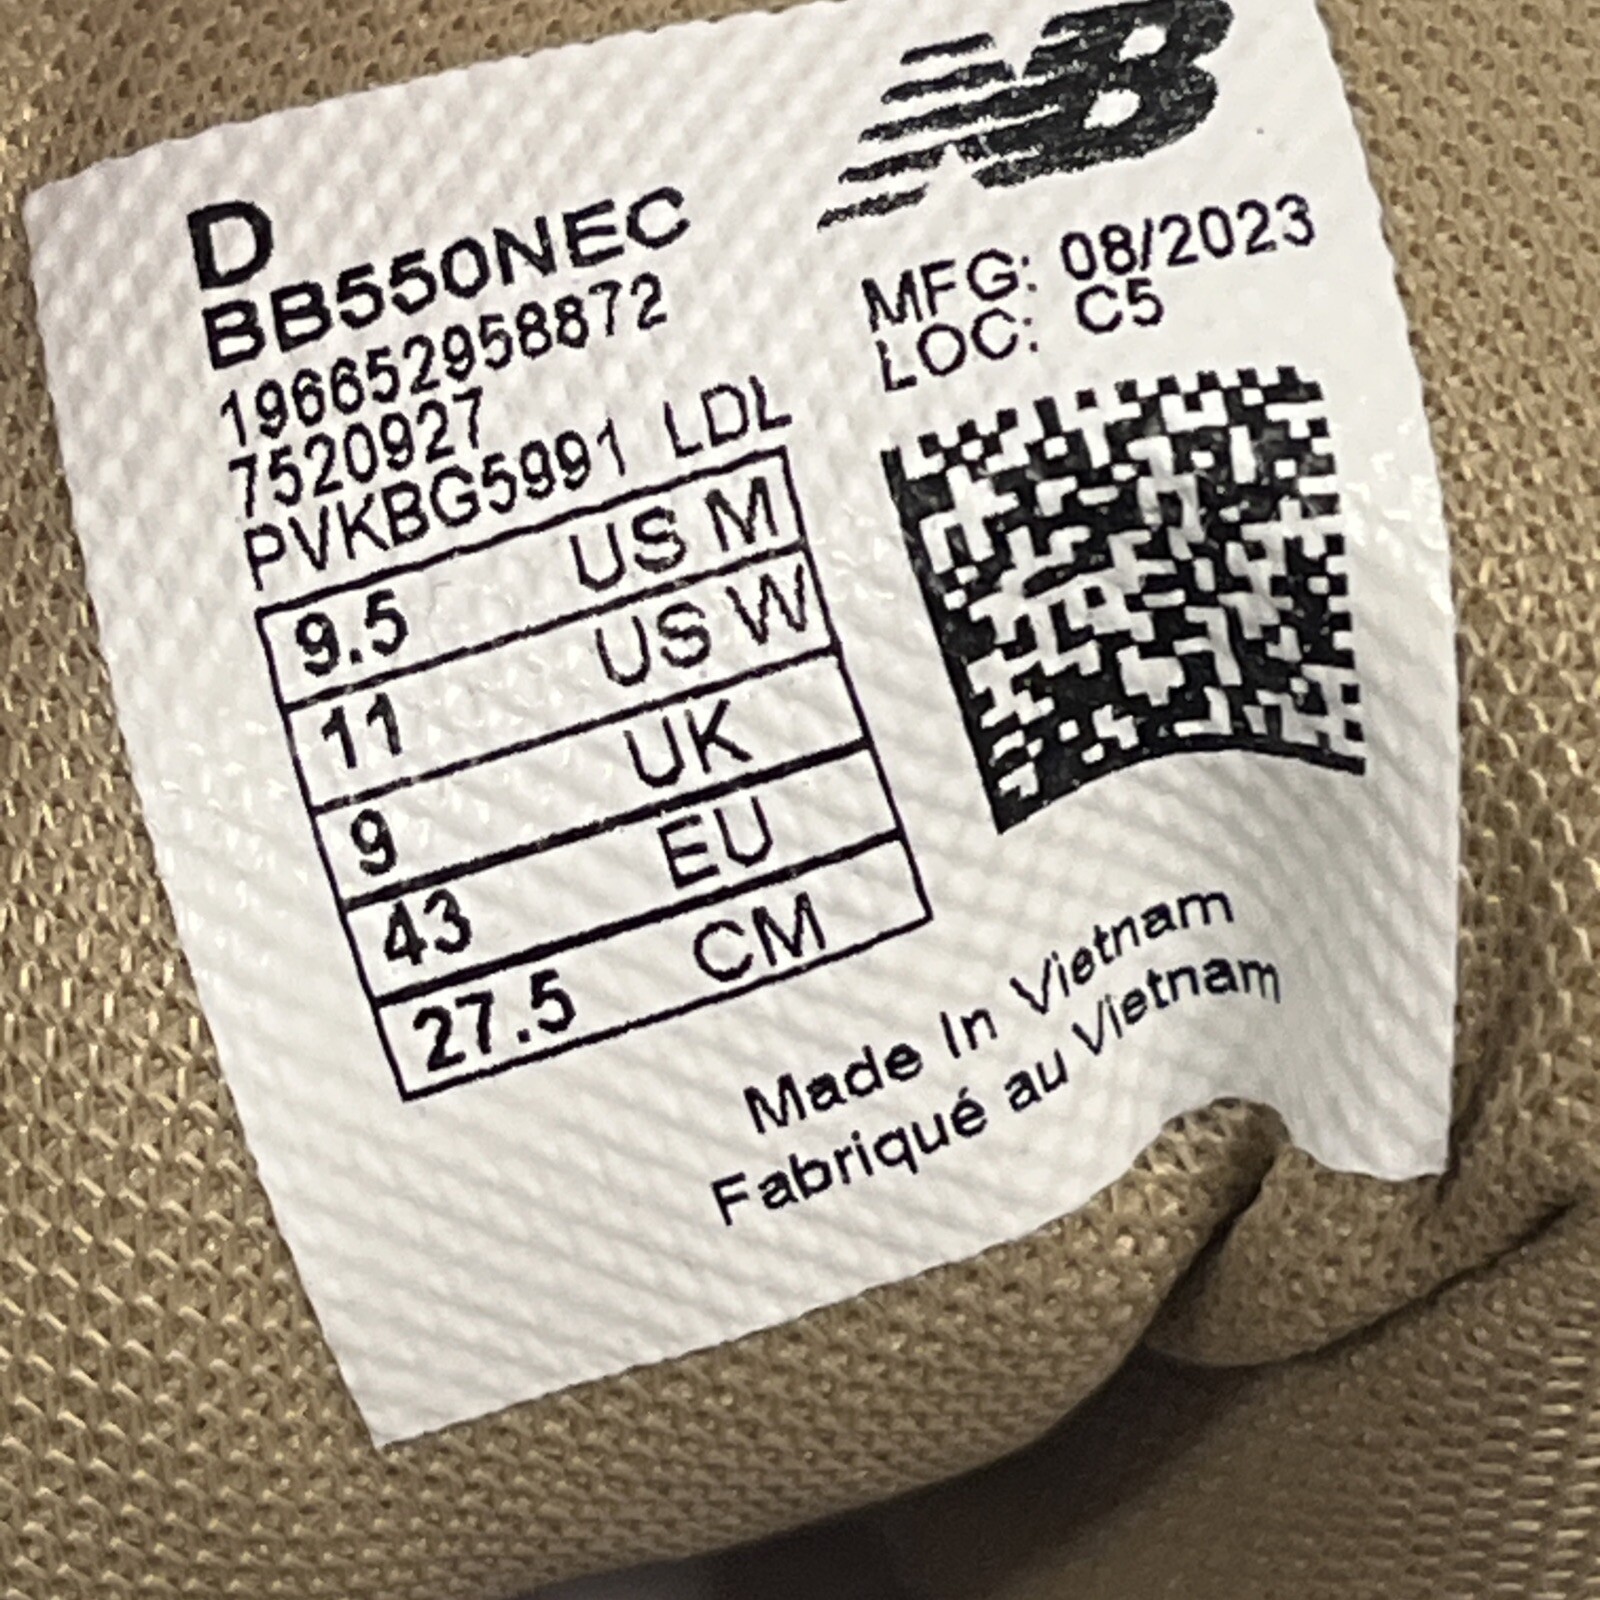 NB
D
BB550NEC
196652958872
7520927
PVKBG5991 LDL
MFG: 08/2023
LOC: C5
9.5 US M
11 US W
9 UK
43 EU
27.5 CM
Made In Vietnam
Fabriqué au Vietnam